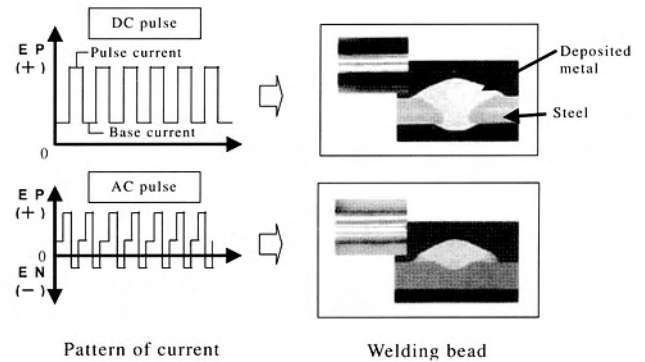 DC pulse
E P
(+)
Pulse current
Base current
0
Deposited
metal
Steel
AC pulse
E P
(+)
0
E N
(−)
Pattern of current
Welding bead